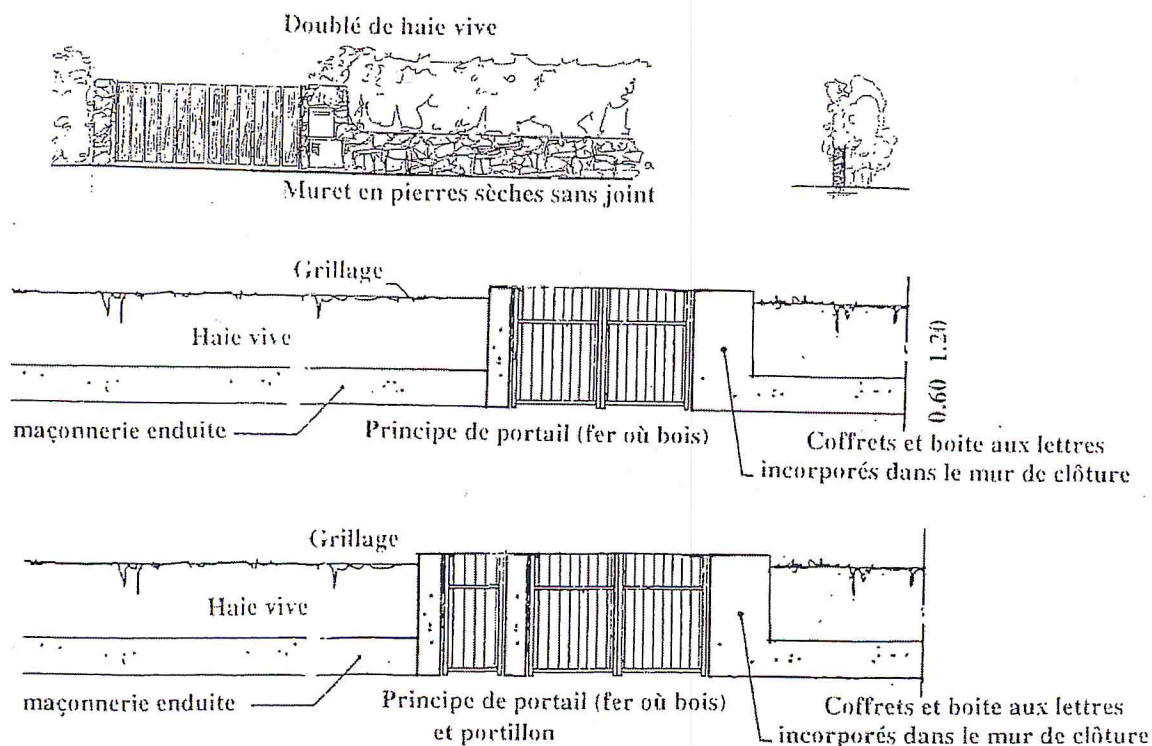 Doublé de haie vive
Muret en pierres sèches sans joint
Grillage
Haie vive
0.60 1.20
maçonnerie enduite
Principe de portail (fer où bois)
Coffrets et boite aux lettres
incorporés dans le mur de clôture
Grillage
Haie vive
maçonnerie enduite
Principe de portail (fer où bois)
et portillon
Coffrets et boite aux lettres
incorporés dans le mur de clôture